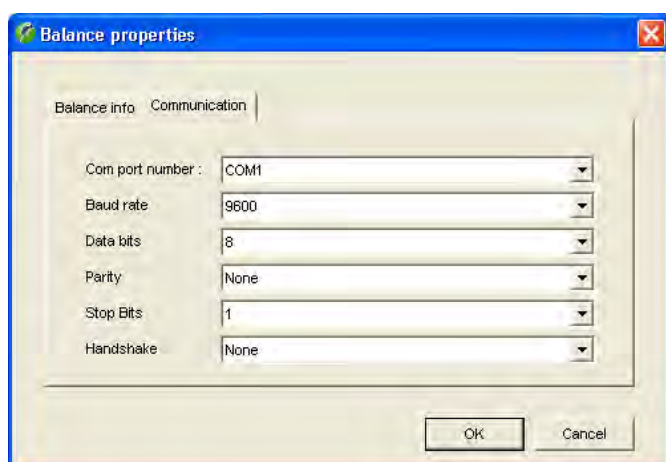 Balance properties
Balance info Communication
Com port number : COM1
Baud rate 9600
Data bits 8
Parity None
Stop Bits 1
Handshake None
OK Cancel